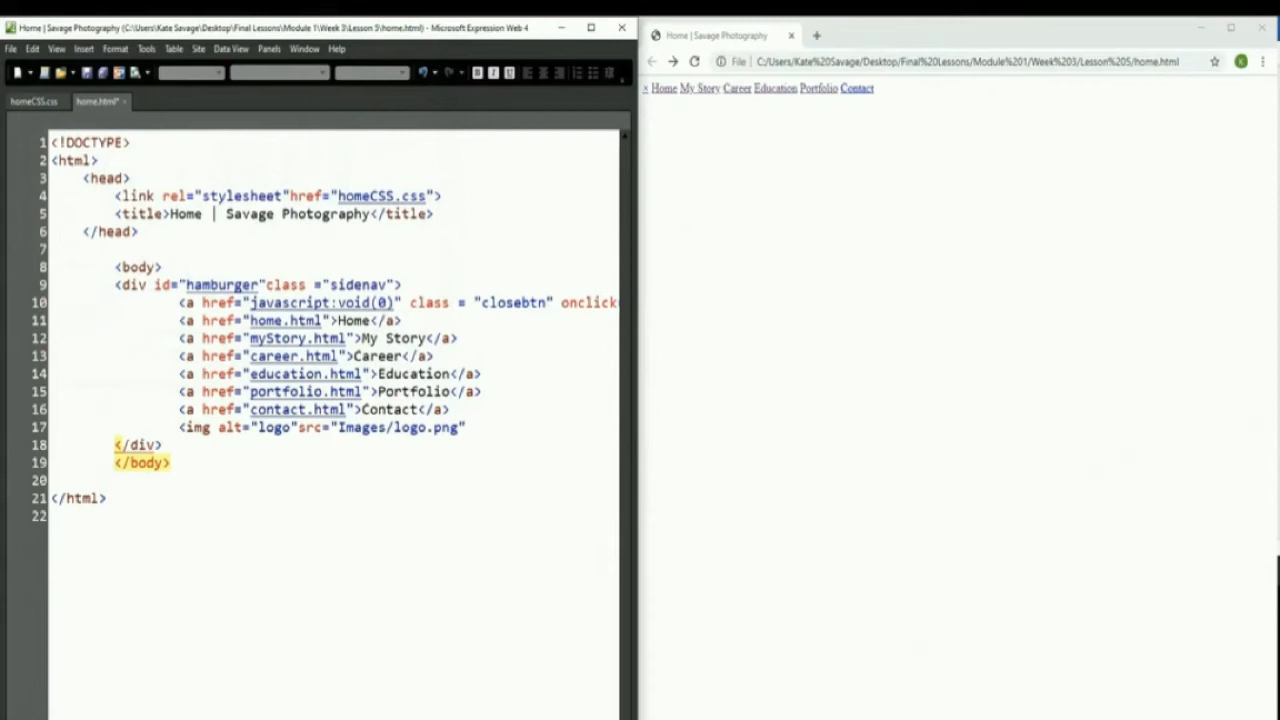 Home | Savage Photography (C:\Users\Kate Savage\Desktop\Final Lessons\Module 1\Week 3\Lesson 5\home.html) - Microsoft Expression Web 4
File Edit View Insert Format Tools Table Site Data View Panels Window Help
B I U
homeCSS.css home.html* ×
1 <!DOCTYPE>
2 <html>
3 <head>
4 <link rel="stylesheet"href="homeCSS.css">
5 <title>Home | Savage Photography</title>
6 </head>
7
8 <body>
9 <div id="hamburger"class ="sidenav">
10 <a href="javascript:void(0)" class = "closebtn" onclick
11 <a href="home.html">Home</a>
12 <a href="myStory.html">My Story</a>
13 <a href="career.html">Career</a>
14 <a href="education.html">Education</a>
15 <a href="portfolio.html">Portfolio</a>
16 <a href="contact.html">Contact</a>
17 <img alt="logo"src="Images/logo.png"
18 </div>
19 </body>
20
21 </html>
22
Home | Savage Photography
File C:/Users/Kate%20Savage/Desktop/Final%20Lessons/Module%201/Week%203/Lesson%205/home.html
× Home My Story Career Education Portfolio Contact